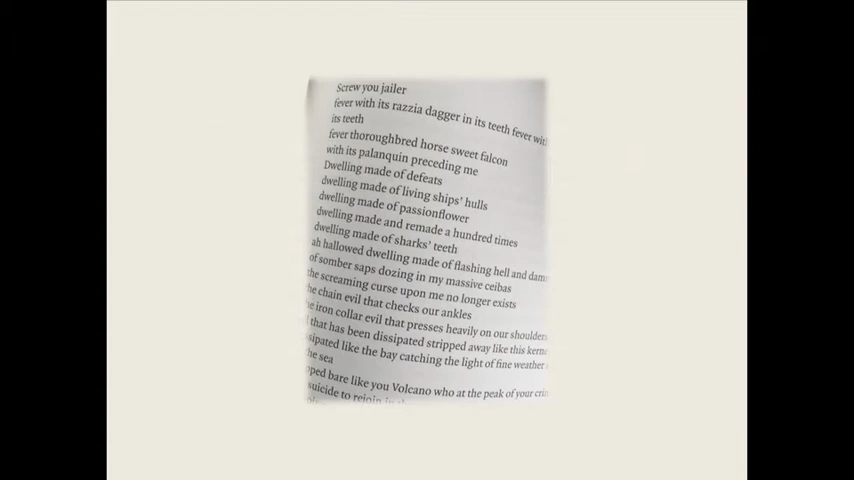 Screw you jailer
fever with its razzia dagger in its teeth fever with
its teeth
fever thoroughbred horse sweet falcon
with its palanquin preceding me
Dwelling made of defeats
dwelling made of living ships' hulls
dwelling made of passionflower
dwelling made and remade a hundred times
dwelling made of sharks' teeth
ah hallowed dwelling made of flashing hell and
of somber saps dozing in my massive ceibas
the screaming curse upon me no longer exists
the chain evil that checks our ankles
iron collar evil that presses heavily on our
that has been dissipated stripped away like this
like the bay catching the light of fine weather
the sea
bare like you Volcano who at the peak of your
suicide to rejoin in